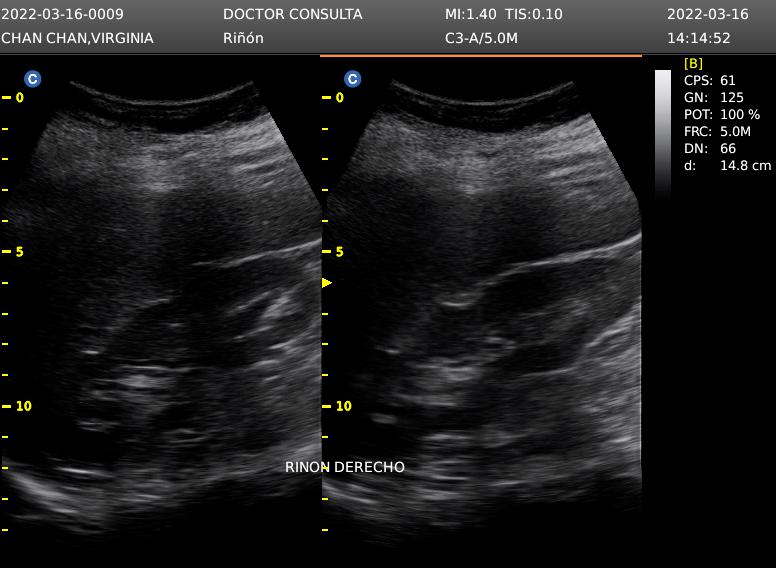 2022-03-16-0009 DOCTOR CONSULTA MI:1.40 TIS:0.10 2022-03-16
CHAN CHAN,VIRGINIA Riñón C3-A/5.0M 14:14:52
C C [B]
0 0 CPS: 61
GN: 125
POT: 100 %
FRC: 5.0M
DN: 66
d: 14.8 cm
5 5
10 10
RINON DERECHO